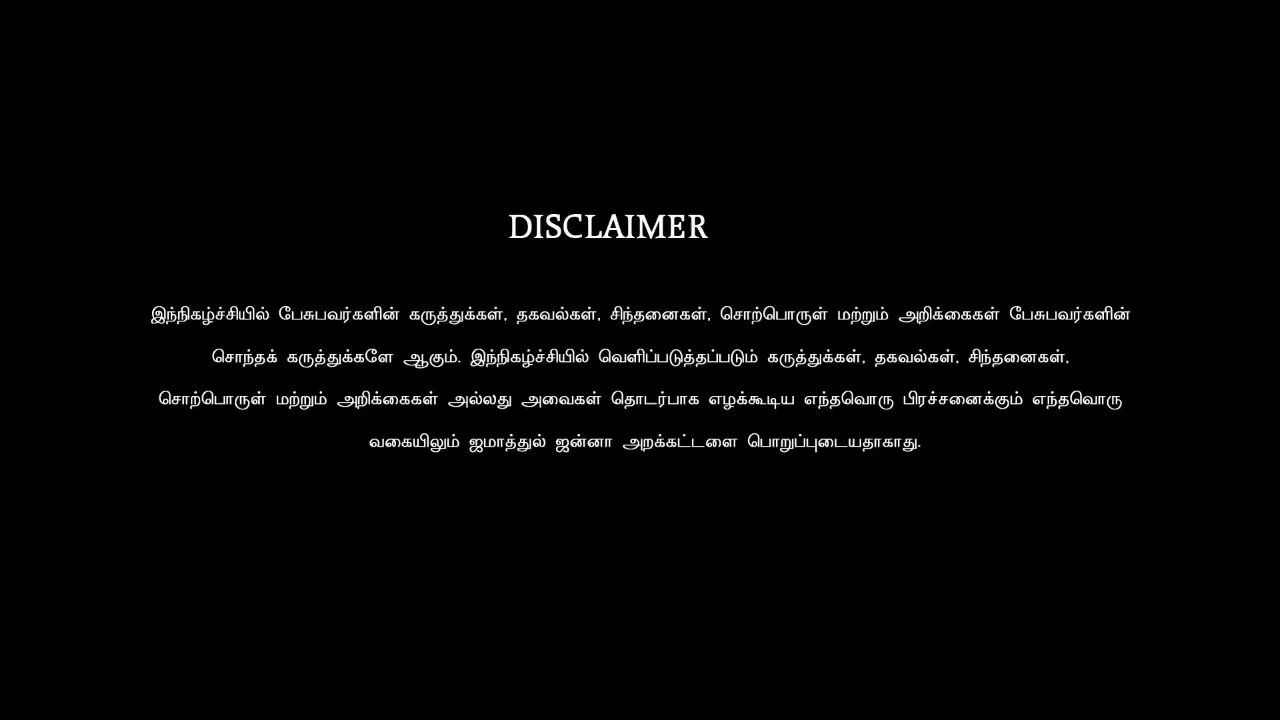 DISCLAIMER
இந்நிகழ்ச்சியில் பேசுபவர்களின் கருத்துக்கள், தகவல்கள், சிந்தனைகள், சொற்பொருள் மற்றும் அறிக்கைகள் பேசுபவர்களின்
சொந்தக் கருத்துக்களே ஆகும். இந்நிகழ்ச்சியில் வெளிப்படுத்தப்படும் கருத்துக்கள், தகவல்கள், சிந்தனைகள்,
சொற்பொருள் மற்றும் அறிக்கைகள் அல்லது அவைகள் தொடர்பாக எழக்கூடிய எந்தவொரு பிரச்சனைக்கும் எந்தவொரு
வகையிலும் ஜமாத்துல் ஜன்னா அறக்கட்டளை பொறுப்புடையதாகாது.